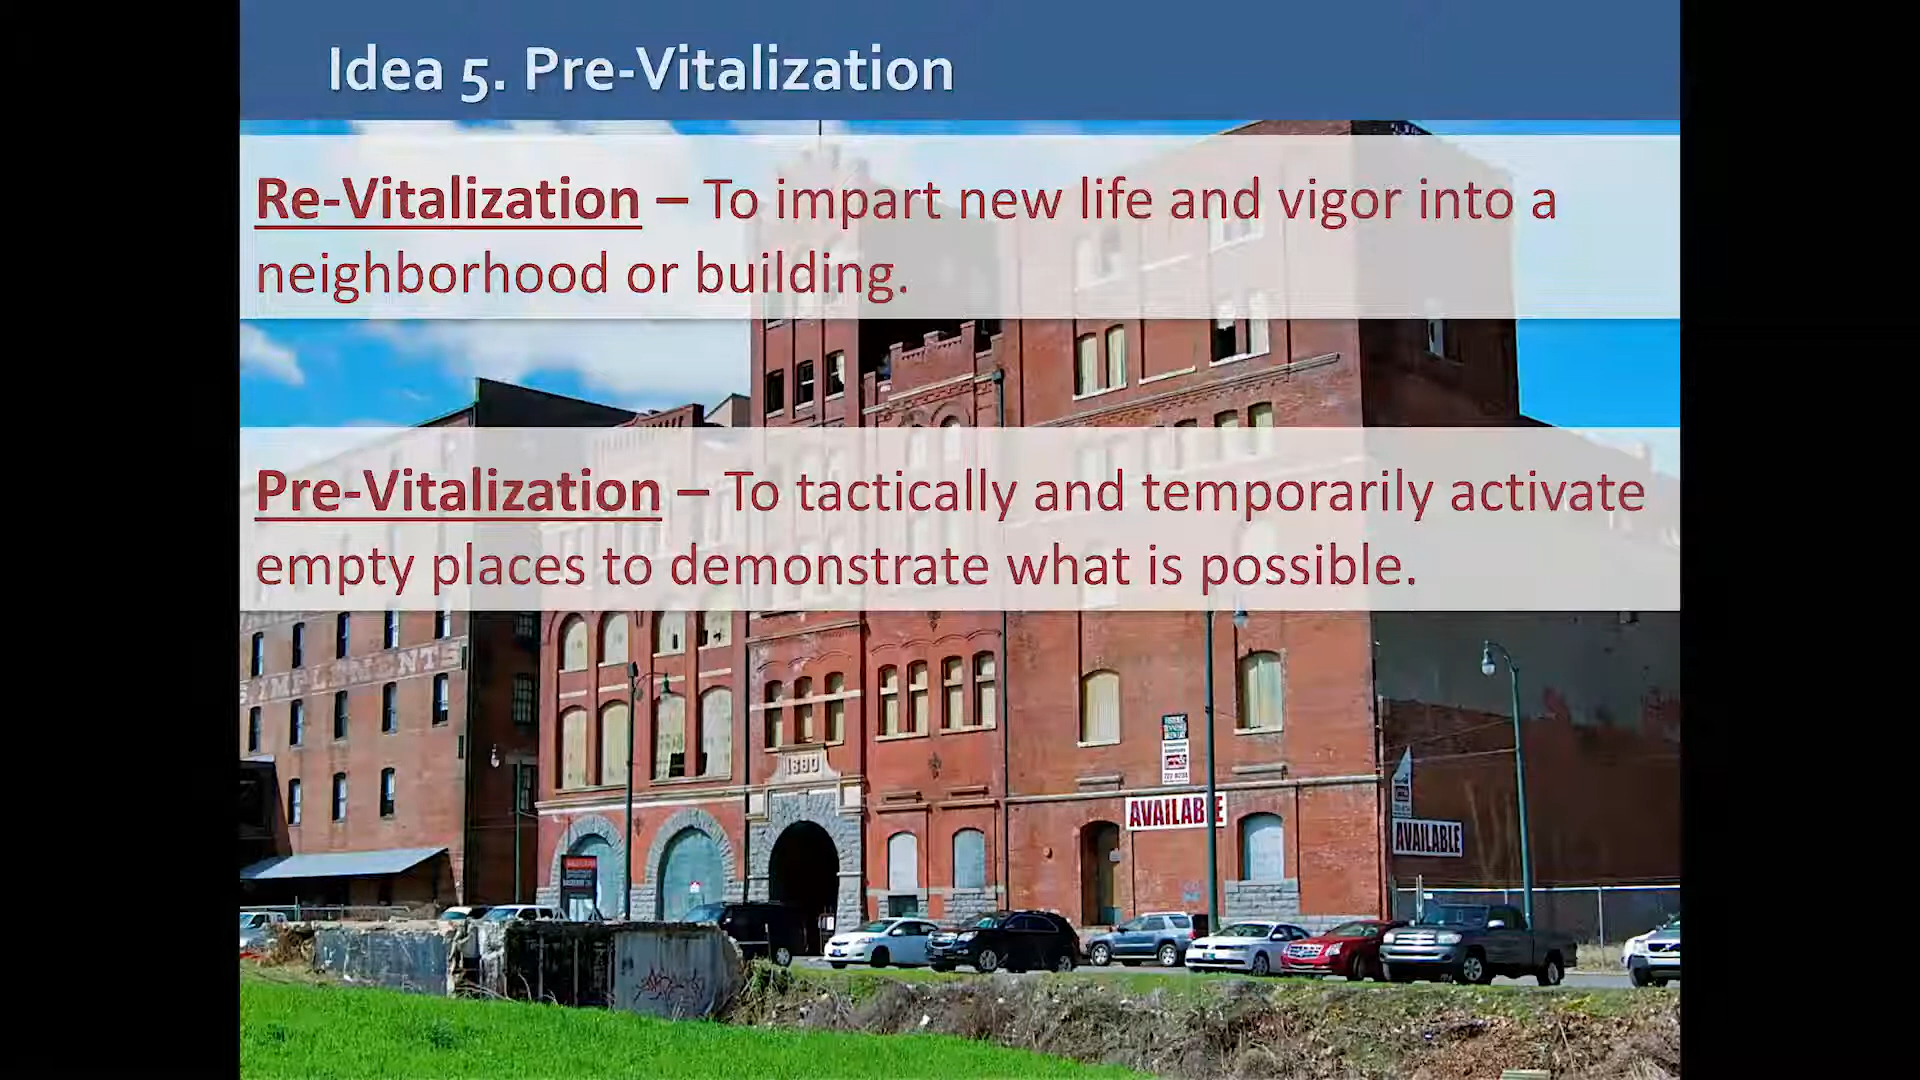 Idea 5. Pre-Vitalization
Re-Vitalization – To impart new life and vigor into a
neighborhood or building.
Pre-Vitalization – To tactically and temporarily activate
empty places to demonstrate what is possible.
IMPLEMENTS
1890
AVAILABLE
AVAILABLE